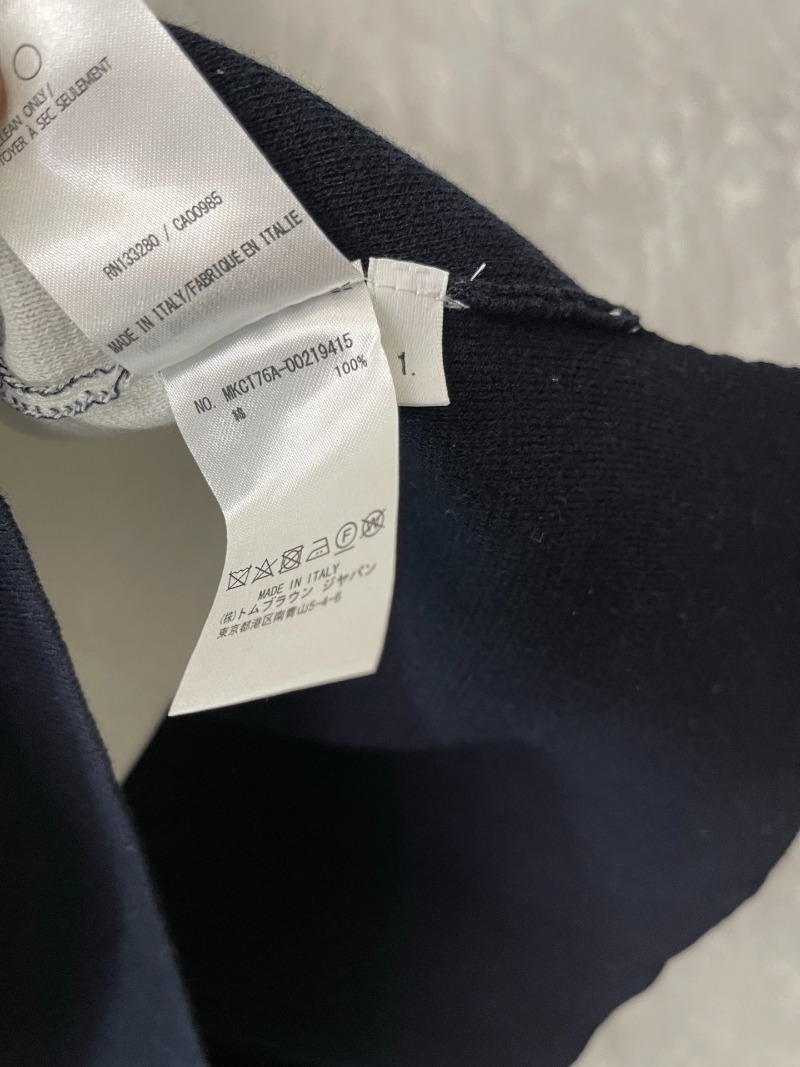 CLEAN ONLY/
TOYER À SEC SEULEMENT
RN133280 / CA00985
MADE IN ITALY/FABRIQUÉ EN ITALIE
NO. MKC176A-00219415
綿 100%
1.
MADE IN ITALY
(株)トムブラウン ジャパン
東京都港区南青山5-4-6